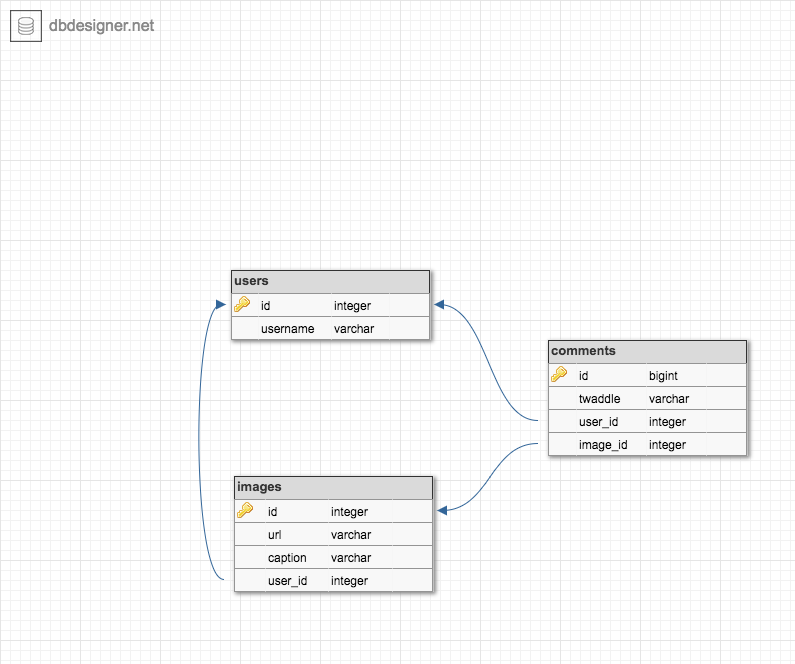 dbdesigner.net
users
id integer
username varchar
comments
id bigint
twaddle varchar
user_id integer
image_id integer
images
id integer
url varchar
caption varchar
user_id integer